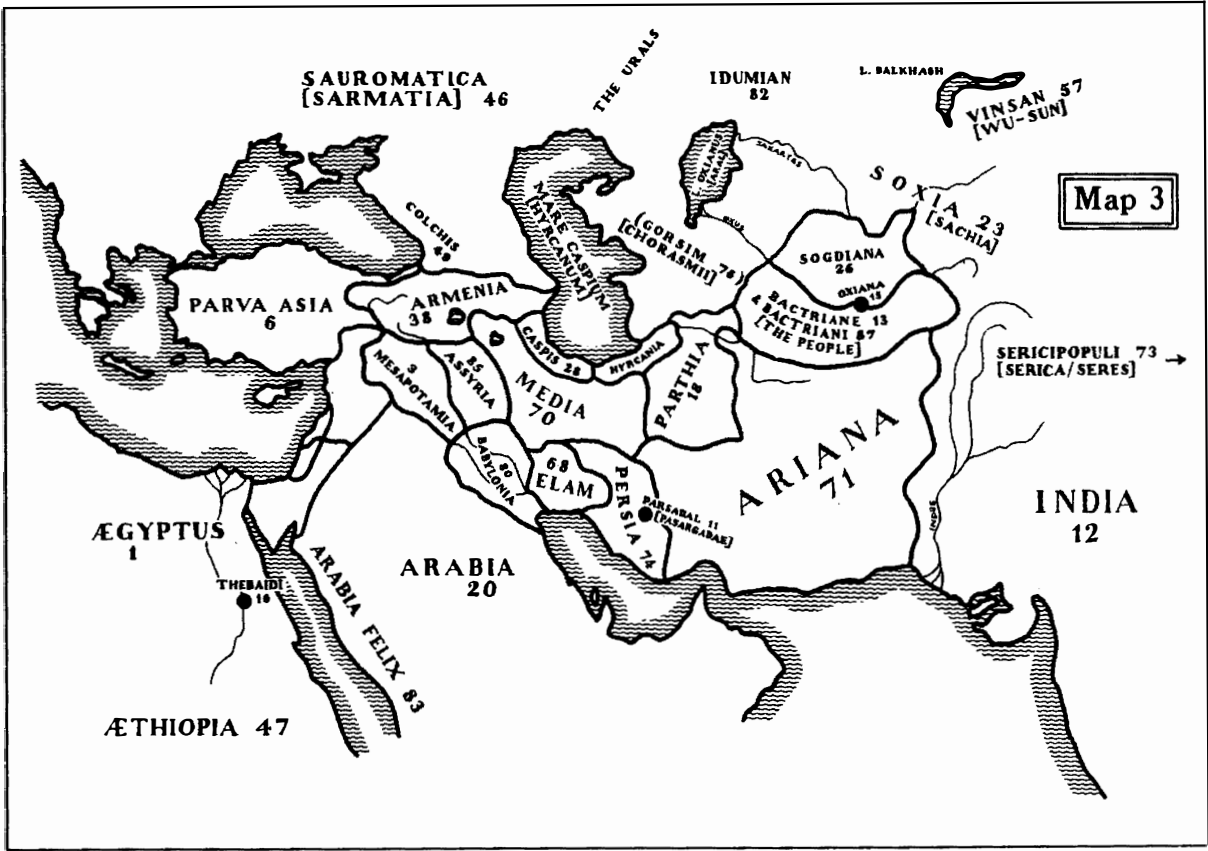 SAUROMATICA
[SARMATIA] 46
THE URALS
IDUMIAN
82
L. BALKHASH
VINSAN 57
[WU-SUN]
Map 3
SOXIA 23
[SACHIA]
OXUS
MARE CASPIUM
[HYRCANUM]
(GORSIM 76)
[CHORASMII]
COLCHIS
49
SOGDIANA
26
OXIANA
15
BACTRIANE 13
& BACTRIANI 87
[THE PEOPLE]
PARVA ASIA
6
ARMENIA
38
CASPIS 28
HYRCANIA
PARTHIA
18
MESAPOTAMIA
3
ASSYRIA
85
MEDIA
70
SERICIPOPULI 73
[SERICA/SERES]
BABYLONIA
80
68
ELAM
PERSIA 74
PARSABAL 11
[PASARGADAE]
ARIANA
71
INDUS
INDIA
12
ÆGYPTUS
1
THEBAIDI
10
ARABIA
20
ARABIA FELIX 83
ÆTHIOPIA 47